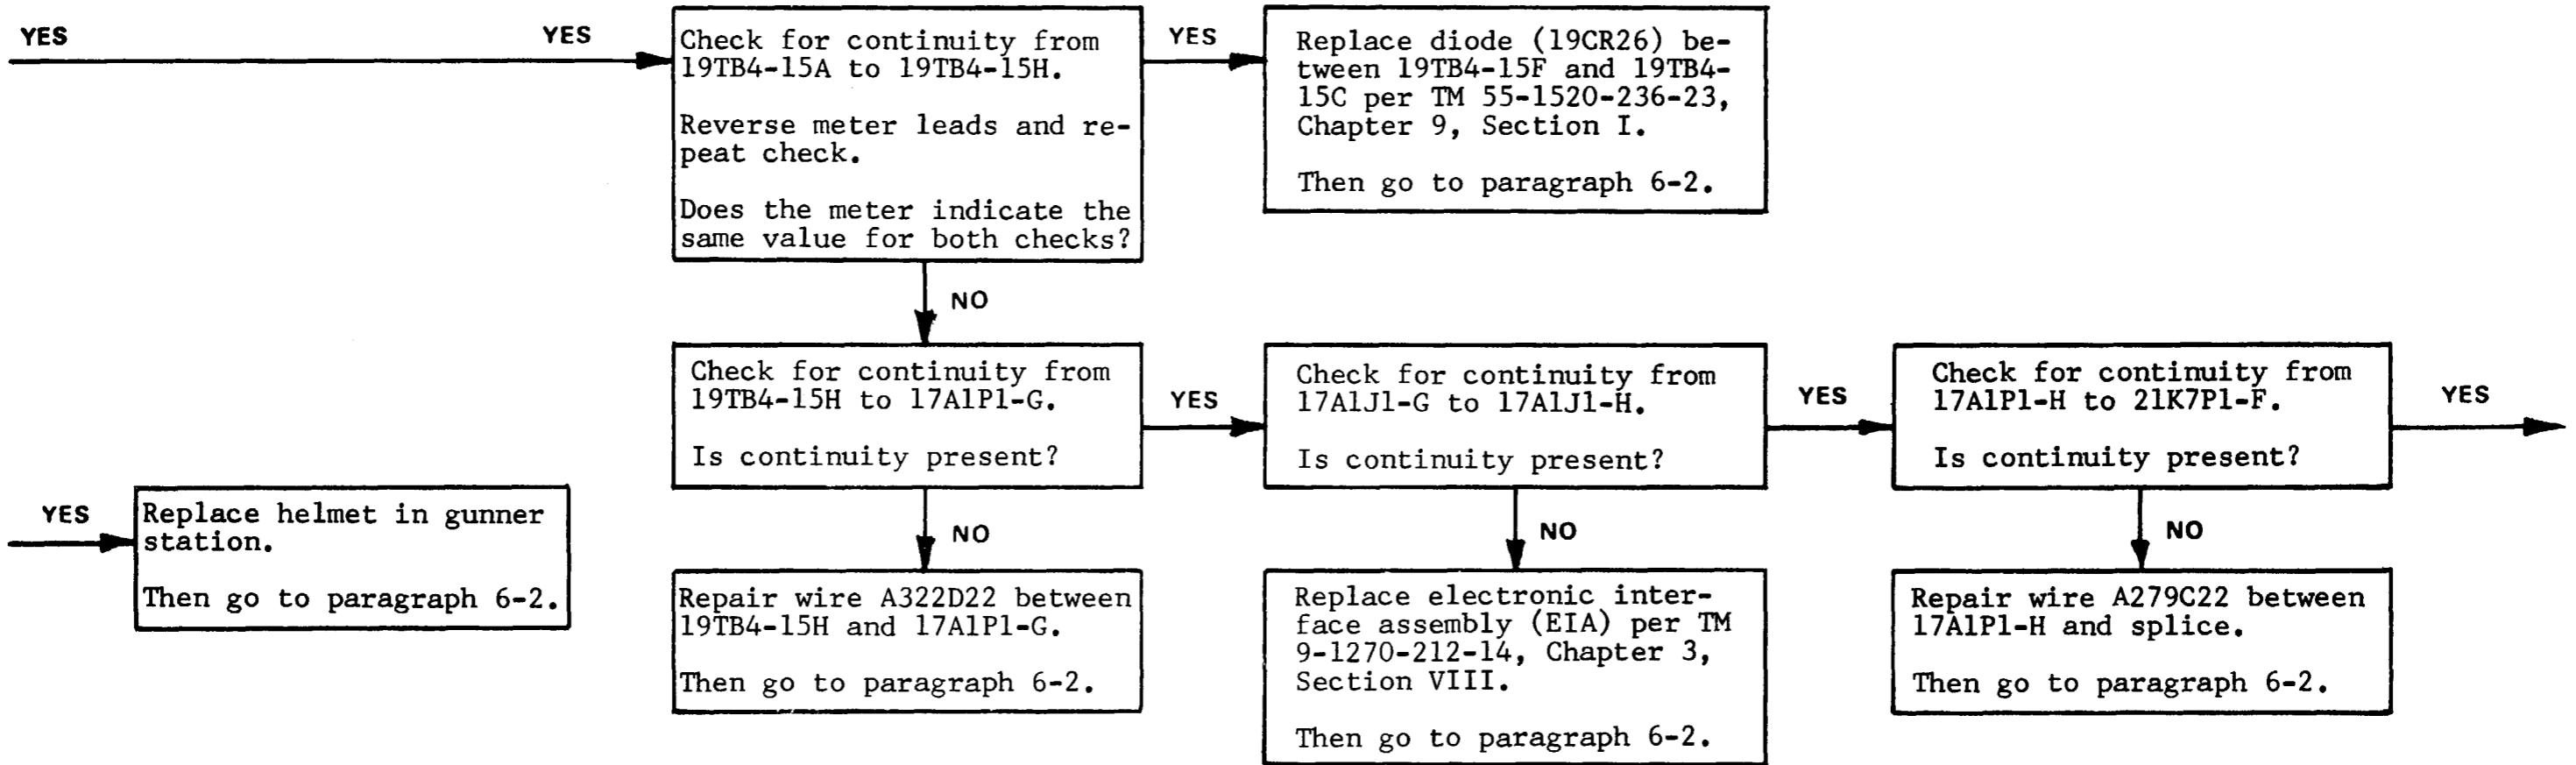 YES
YES
Check for continuity from
19TB4-15A to 19TB4-15H.
Reverse meter leads and re-
peat check.
Does the meter indicate the
same value for both checks?
YES
Replace diode (19CR26) be-
tween 19TB4-15F and 19TB4-
15C per TM 55-1520-236-23,
Chapter 9, Section I.
Then go to paragraph 6-2.
NO
Check for continuity from
19TB4-15H to 17A1P1-G.
Is continuity present?
YES
Check for continuity from
17A1J1-G to 17A1J1-H.
Is continuity present?
YES
Check for continuity from
17A1P1-H to 21K7P1-F.
Is continuity present?
YES
YES
Replace helmet in gunner
station.
Then go to paragraph 6-2.
NO
Repair wire A322D22 between
19TB4-15H and 17A1P1-G.
Then go to paragraph 6-2.
NO
Replace electronic inter-
face assembly (EIA) per TM
9-1270-212-14, Chapter 3,
Section VIII.
Then go to paragraph 6-2.
NO
Repair wire A279C22 between
17A1P1-H and splice.
Then go to paragraph 6-2.